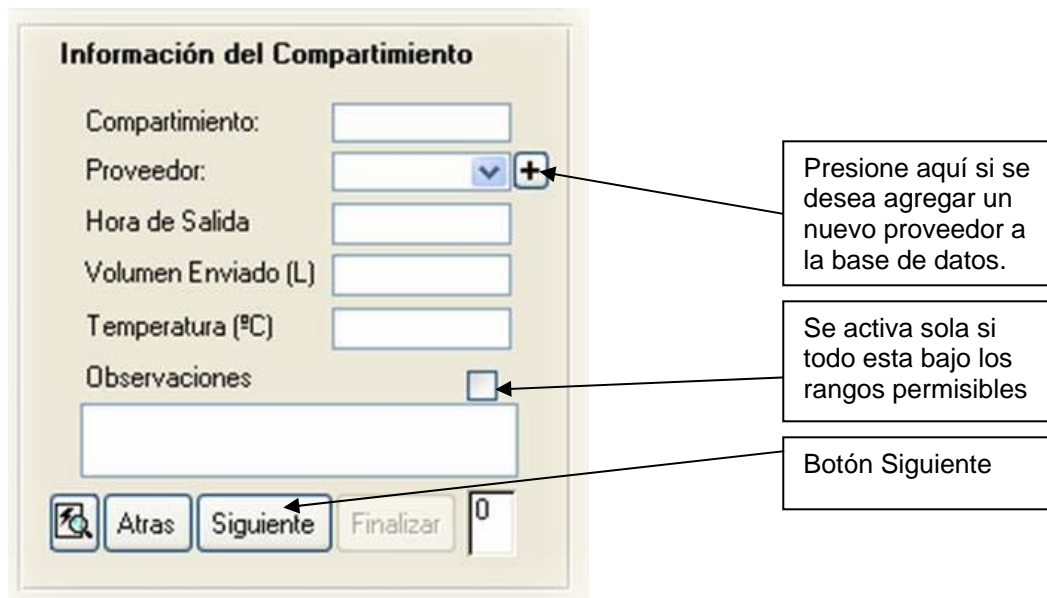 Información del Compartimiento
Compartimiento:
Proveedor:
+
Hora de Salida
Volumen Enviado (L)
Temperatura (ºC)
Observaciones
Atras
Siguiente
Finalizar
0
Presione aquí si se
desea agregar un
nuevo proveedor a
la base de datos.
Se activa sola si
todo esta bajo los
rangos permisibles
Botón Siguiente